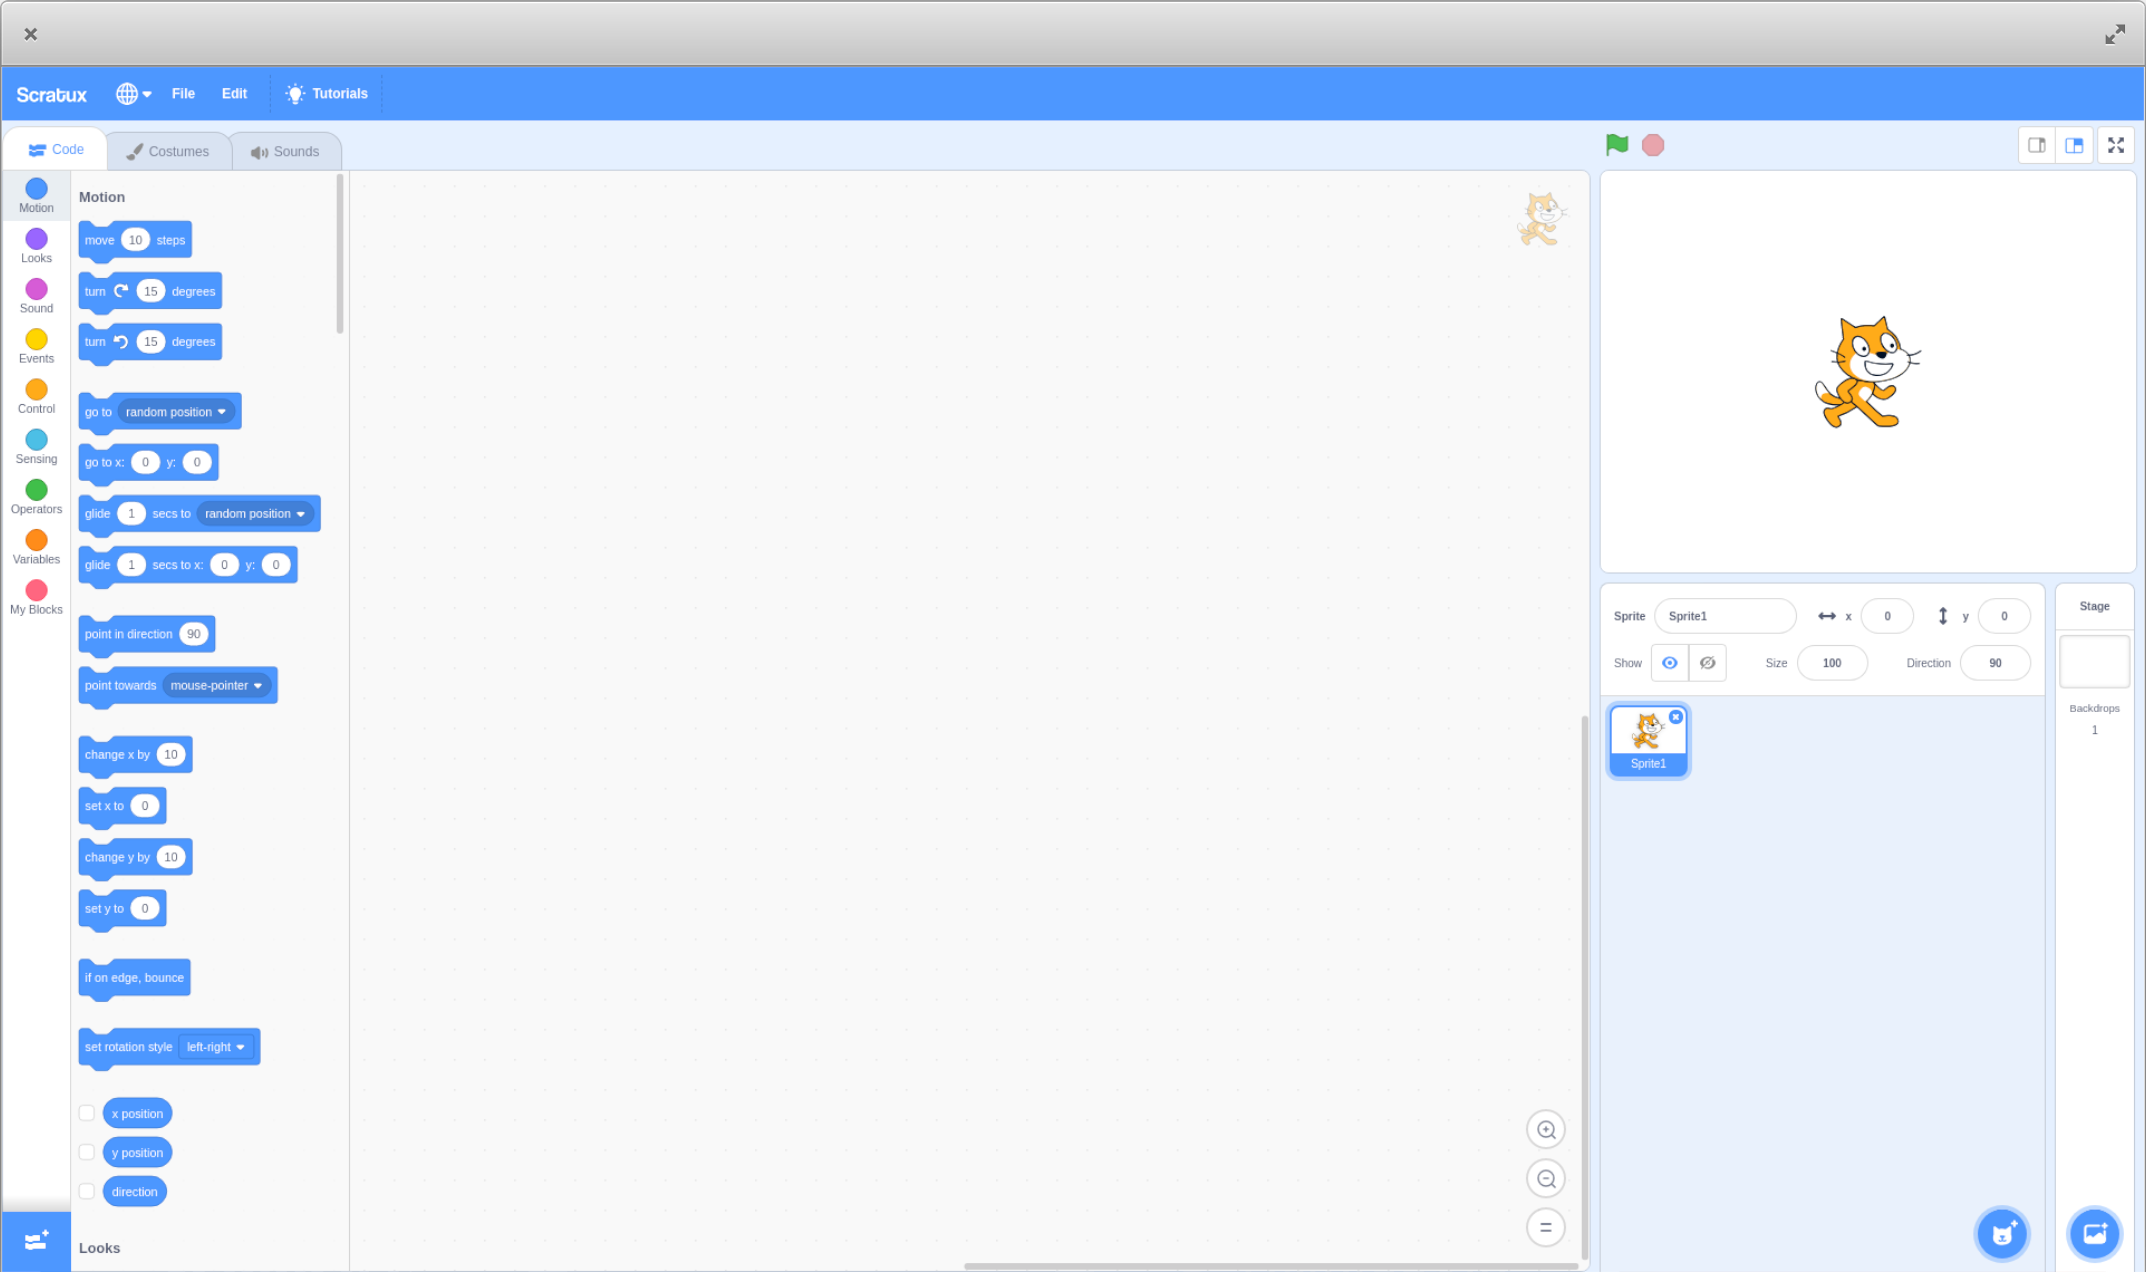 Scratux File Edit Tutorials
Code Costumes Sounds
Motion
Looks
Sound
Events
Control
Sensing
Operators
Variables
My Blocks
Motion
move 10 steps
turn 15 degrees
turn 15 degrees
go to random position
go to x: 0 y: 0
glide 1 secs to random position
glide 1 secs to x: 0 y: 0
point in direction 90
point towards mouse-pointer
change x by 10
set x to 0
change y by 10
set y to 0
if on edge, bounce
set rotation style left-right
x position
y position
direction
Looks
Sprite Sprite1 x 0 y 0
Show Size 100 Direction 90
Sprite1
Stage
Backdrops
1